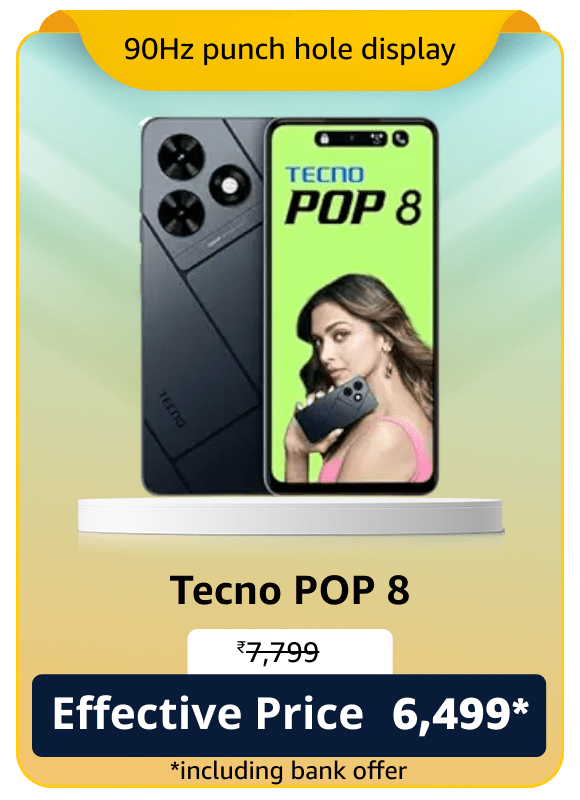 90Hz punch hole display
TECNO
POP 8
TECNO
Tecno POP 8
₹7,799
Effective Price 6,499*
*including bank offer